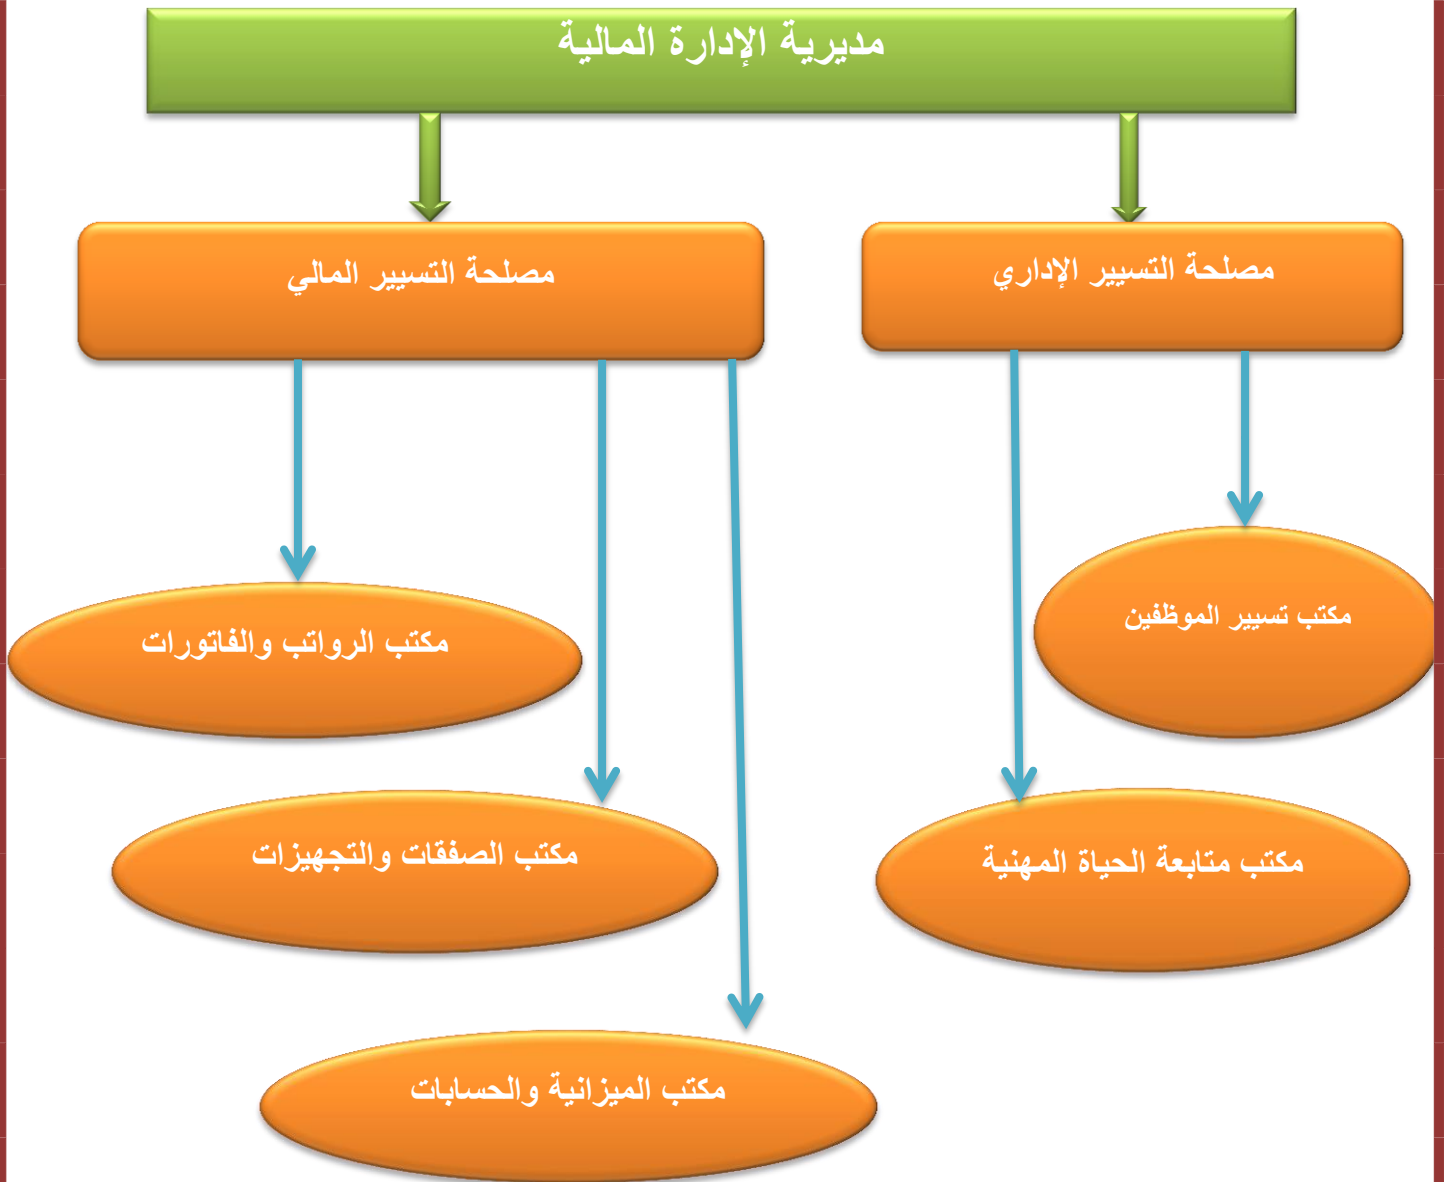 مديرية الإدارة المالية
مصلحة التسيير الإداري
مصلحة التسيير المالي
مكتب تسيير الموظفين
مكتب الرواتب والفاتورات
مكتب متابعة الحياة المهنية
مكتب الصفقات والتجهيزات
مكتب الميزانية والحسابات